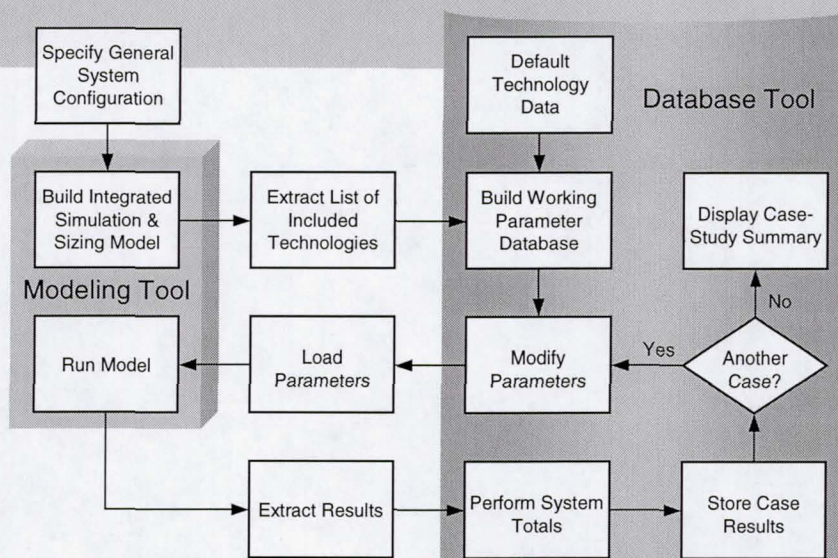 Specify General
System
Configuration
Default
Technology
Data
Database Tool
Build Integrated
Simulation &
Sizing Model
Extract List of
Included
Technologies
Build Working
Parameter
Database
Display Case-
Study Summary
Modeling Tool
No
Run Model
Load
Parameters
Modify
Parameters
Yes
Another
Case?
Extract Results
Perform System
Totals
Store Case
Results